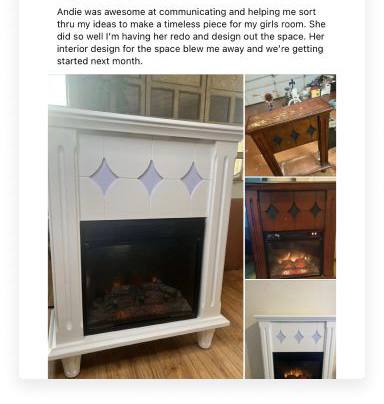 Andie was awesome at communicating and helping me sort
thru my ideas to make a timeless piece for my girls room. She
did so well I'm having her redo and design out the space. Her
interior design for the space blew me away and we're getting
started next month.